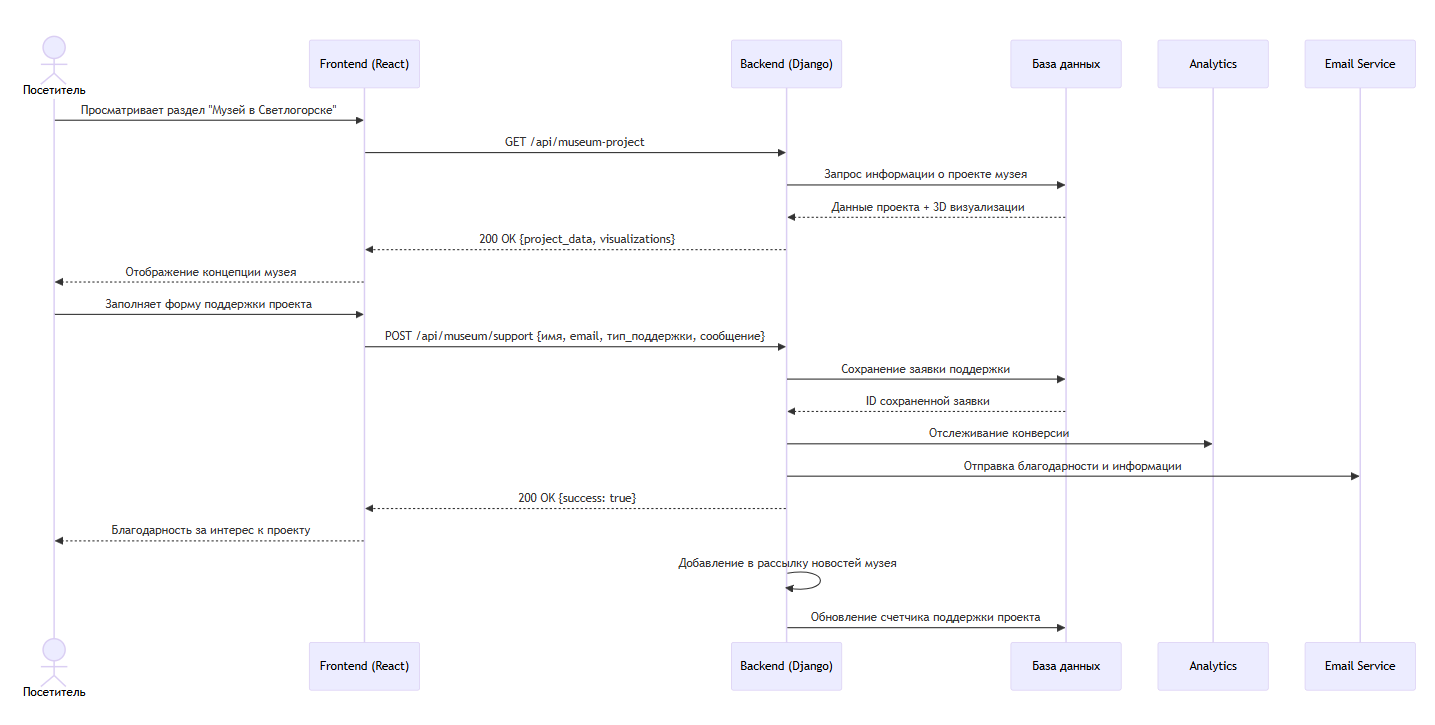 Посетитель
Frontend (React)
Backend (Django)
База данных
Analytics
Email Service
Просматривает раздел "Музей в Светлогорске"
GET /api/museum-project
Запрос информации о проекте музея
Данные проекта + 3D визуализации
200 OK {project_data, visualizations}
Отображение концепции музея
Заполняет форму поддержки проекта
POST /api/museum/support {имя, email, тип_поддержки, сообщение}
Сохранение заявки поддержки
ID сохраненной заявки
Отслеживание конверсии
Отправка благодарности и информации
200 OK {success: true}
Благодарность за интерес к проекту
Добавление в рассылку новостей музея
Обновление счетчика поддержки проекта
Посетитель
Frontend (React)
Backend (Django)
База данных
Analytics
Email Service